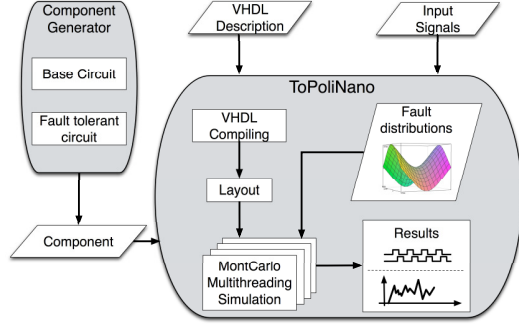 Component
Generator
Base Circuit
Fault tolerant
circuit
Component
VHDL
Description
Input
Signals
ToPoliNano
VHDL
Compiling
Layout
MontCarlo
Multithreading
Simulation
Fault
distributions
Results